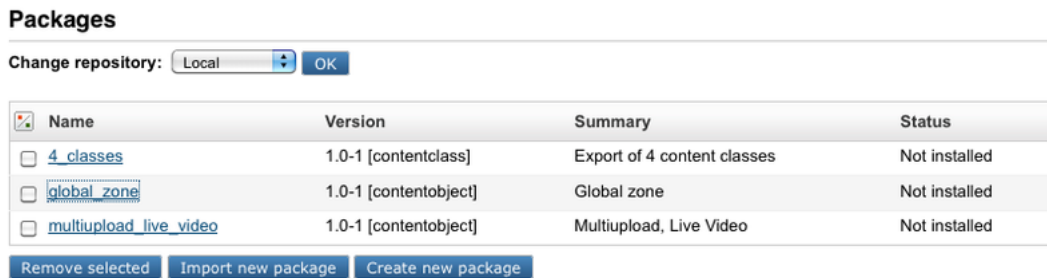 Packages
Change repository: Local OK
Name Version Summary Status
4_classes 1.0-1 [contentclass] Export of 4 content classes Not installed
global_zone 1.0-1 [contentobject] Global zone Not installed
multiupload_live_video 1.0-1 [contentobject] Multiupload, Live Video Not installed
Remove selected Import new package Create new package